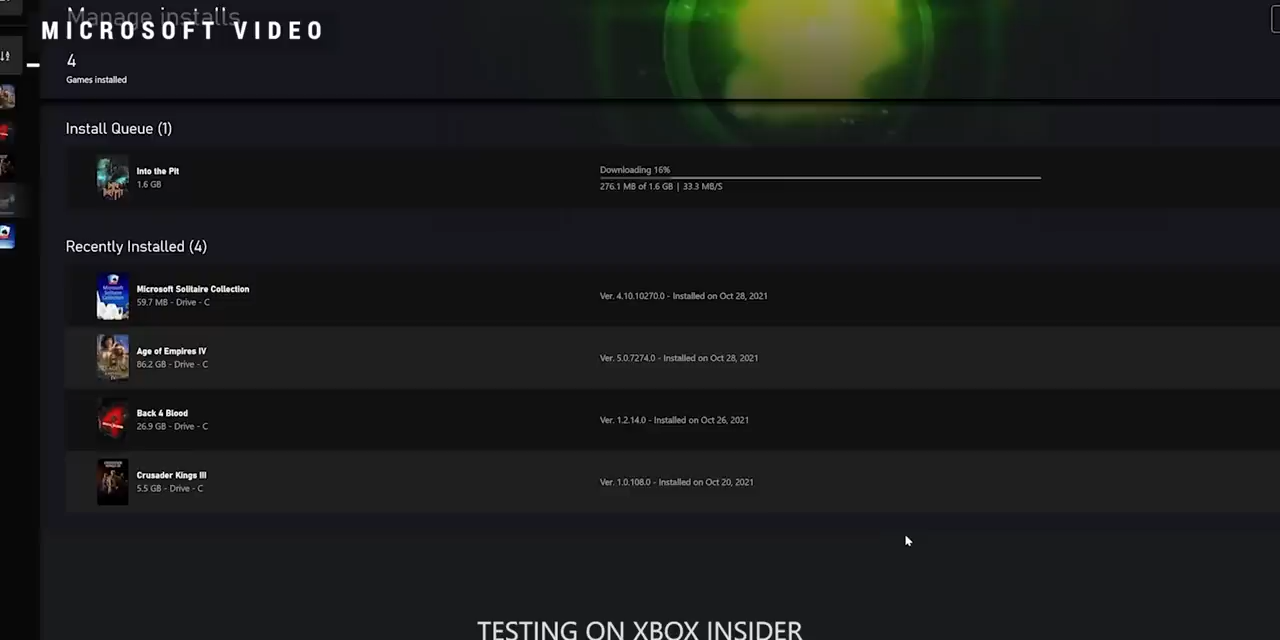 Manage installs
MICROSOFT VIDEO
4
Games installed
Install Queue (1)
Into the Pit
1.6 GB
Downloading 16%
276.1 MB of 1.6 GB | 33.3 MB/S
Recently Installed (4)
Microsoft Solitaire Collection
59.7 MB - Drive - C
Ver. 4.10.10270.0 - Installed on Oct 28, 2021
Age of Empires IV
86.2 GB - Drive - C
Ver. 5.0.7274.0 - Installed on Oct 28, 2021
Back 4 Blood
26.9 GB - Drive - C
Ver. 1.2.14.0 - Installed on Oct 26, 2021
Crusader Kings III
5.5 GB - Drive - C
Ver. 1.0.108.0 - Installed on Oct 20, 2021
TESTING ON XBOX INSIDER